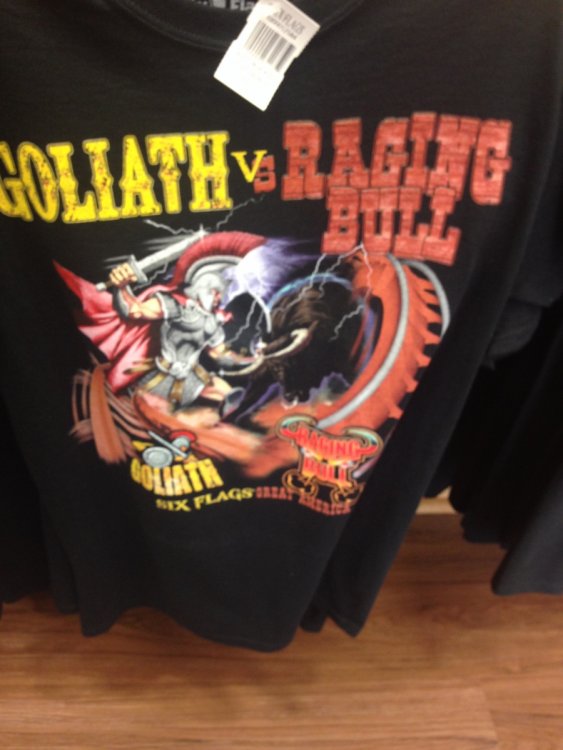 GOLIATH Vs RAGING
BULL
GOLIATH
RAGING
BULL
SIX FLAGS GREAT AMERICA